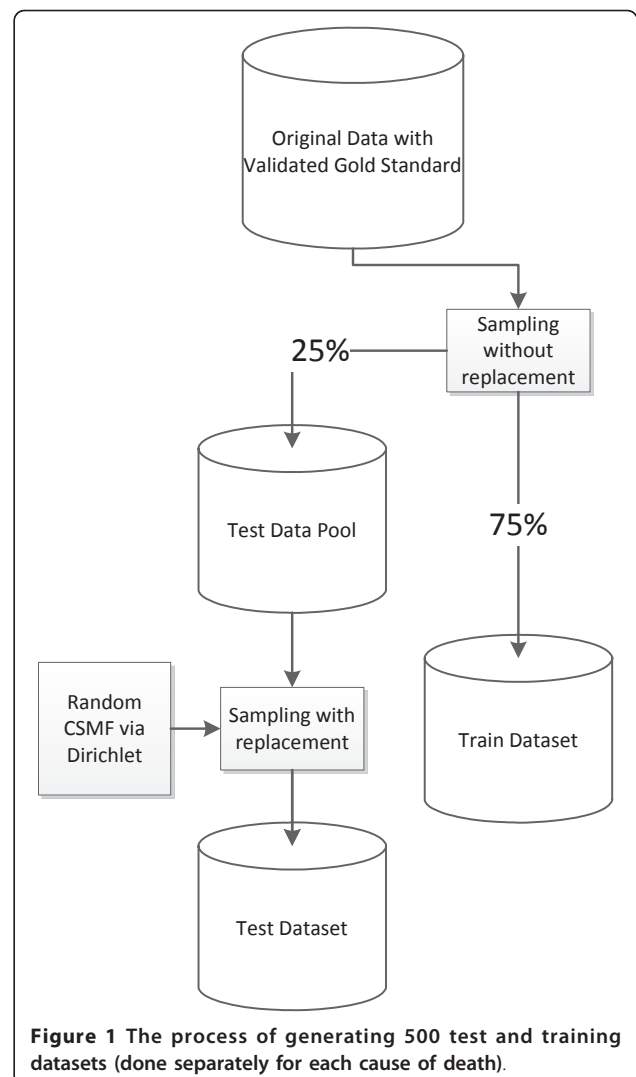 Original Data with
Validated Gold Standard
Sampling
without
replacement
25%
75%
Test Data Pool
Random
CSMF via
Dirichlet
Sampling with
replacement
Train Dataset
Test Dataset
Figure 1 The process of generating 500 test and training
datasets (done separately for each cause of death).